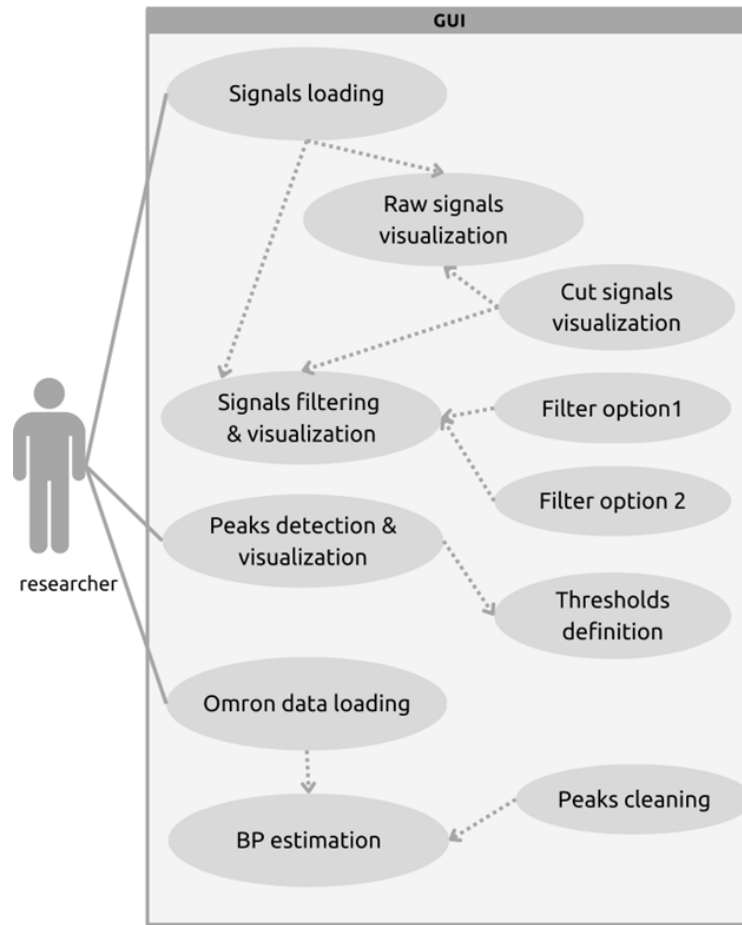 GUI
Signals loading
Raw signals
visualization
Cut signals
visualization
Signals filtering
& visualization
Filter option1
Filter option 2
Peaks detection &
visualization
researcher
Thresholds
definition
Omron data loading
Peaks cleaning
BP estimation